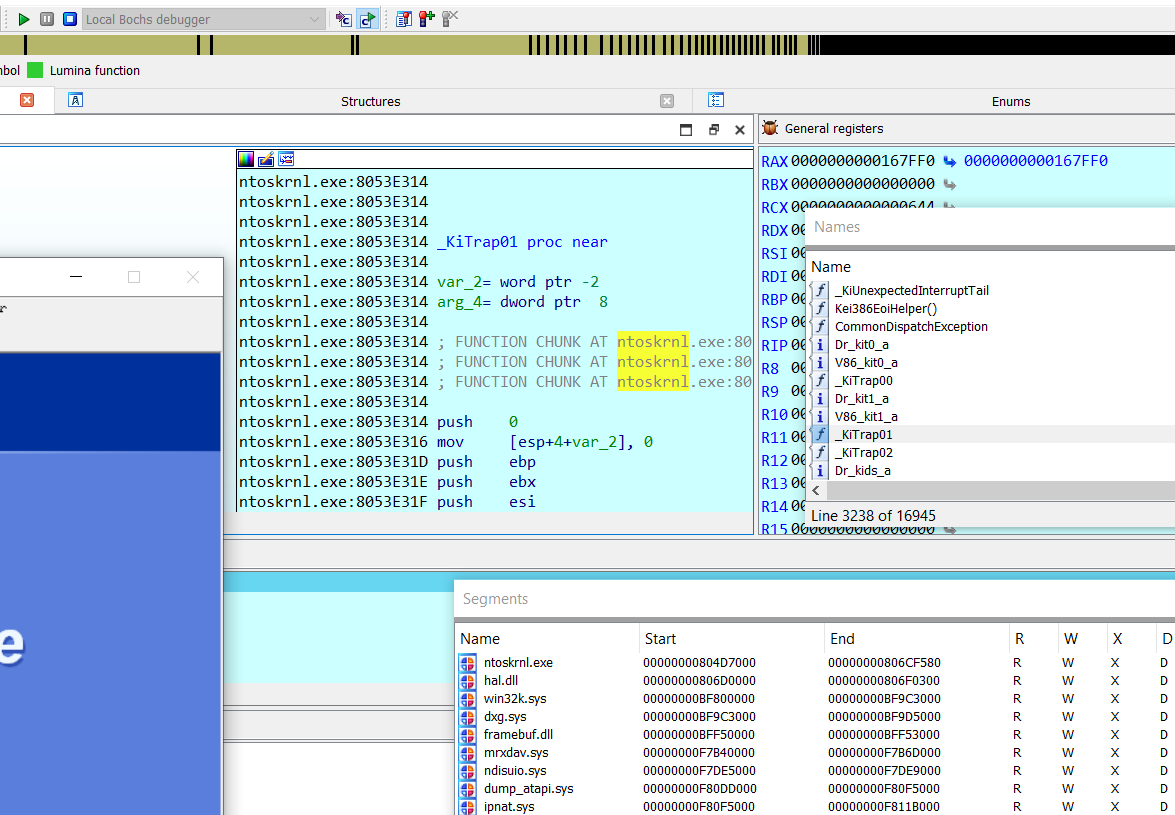 Local Bochs debugger
Lumina function
Structures
Enums
General registers
ntoskrnl.exe:8053E314
ntoskrnl.exe:8053E314
ntoskrnl.exe:8053E314
ntoskrnl.exe:8053E314 _KiTrap01 proc near
ntoskrnl.exe:8053E314
ntoskrnl.exe:8053E314 var_2= word ptr -2
ntoskrnl.exe:8053E314 arg_4= dword ptr  8
ntoskrnl.exe:8053E314
ntoskrnl.exe:8053E314 ; FUNCTION CHUNK AT ntoskrnl.exe:80
ntoskrnl.exe:8053E314 ; FUNCTION CHUNK AT ntoskrnl.exe:80
ntoskrnl.exe:8053E314 ; FUNCTION CHUNK AT ntoskrnl.exe:80
ntoskrnl.exe:8053E314
ntoskrnl.exe:8053E314 push    0
ntoskrnl.exe:8053E316 mov     [esp+4+var_2], 0
ntoskrnl.exe:8053E31D push    ebp
ntoskrnl.exe:8053E31E push    ebx
ntoskrnl.exe:8053E31F push    esi
RAX 0000000000167FF0 0000000000167FF0
RBX 0000000000000000
RCX 0000000000000644
RDX 00
RSI 00
RDI 00
RBP 00
RSP 00
RIP 00
R8 00
R9 00
R10 00
R11 00
R12 00
R13 00
R14 00
R15 0000000000000000
Names
Name
_KiUnexpectedInterruptTail
Kei386EoiHelper()
CommonDispatchException
Dr_kit0_a
V86_kit0_a
_KiTrap00
Dr_kit1_a
V86_kit1_a
_KiTrap01
_KiTrap02
Dr_kids_a
Line 3238 of 16945
e
Segments
Name Start End R W X D
ntoskrnl.exe 00000000804D7000 00000000806CF580 R W X D
hal.dll 00000000806D0000 00000000806F0300 R W X D
win32k.sys 00000000BF800000 00000000BF9C3000 R W X D
dxg.sys 00000000BF9C3000 00000000BF9D5000 R W X D
framebuf.dll 00000000BFF50000 00000000BFF53000 R W X D
mrxdav.sys 00000000F7B40000 00000000F7B6D000 R W X D
ndisuio.sys 00000000F7DE5000 00000000F7DE9000 R W X D
dump_atapi.sys 00000000F80DD000 00000000F80F5000 R W X D
ipnat.sys 00000000F80F5000 00000000F811B000 R W X D